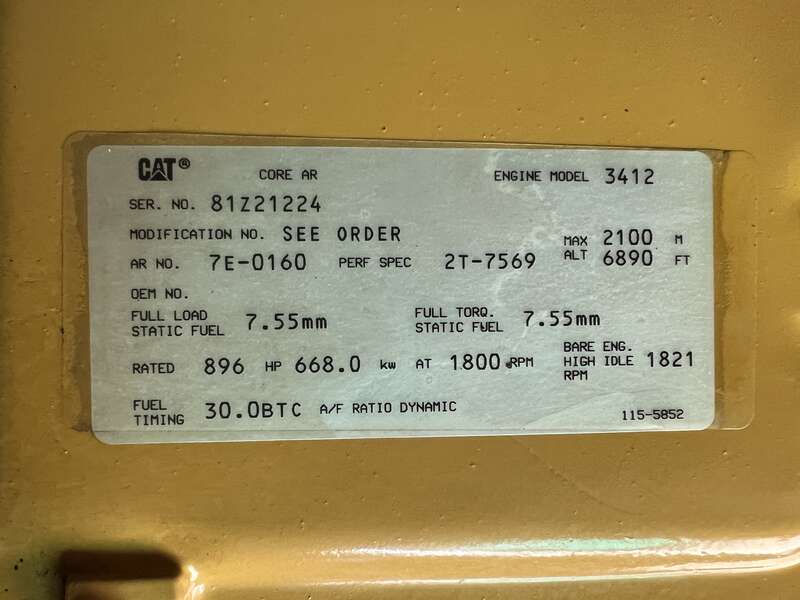 CAT® CORE AR ENGINE MODEL 3412
SER. NO. 81Z21224
MODIFICATION NO. SEE ORDER MAX 2100 M
AR NO. 7E-0160 PERF SPEC 2T-7569 ALT 6890 FT
OEM NO.
FULL LOAD FULL TORQ.
STATIC FUEL 7.55mm STATIC FUEL 7.55mm
BARE ENG.
RATED 896 HP 668.0 kw AT 1800 RPM HIGH IDLE 1821
RPM
FUEL
TIMING 30.0BTC A/F RATIO DYNAMIC
115-5852